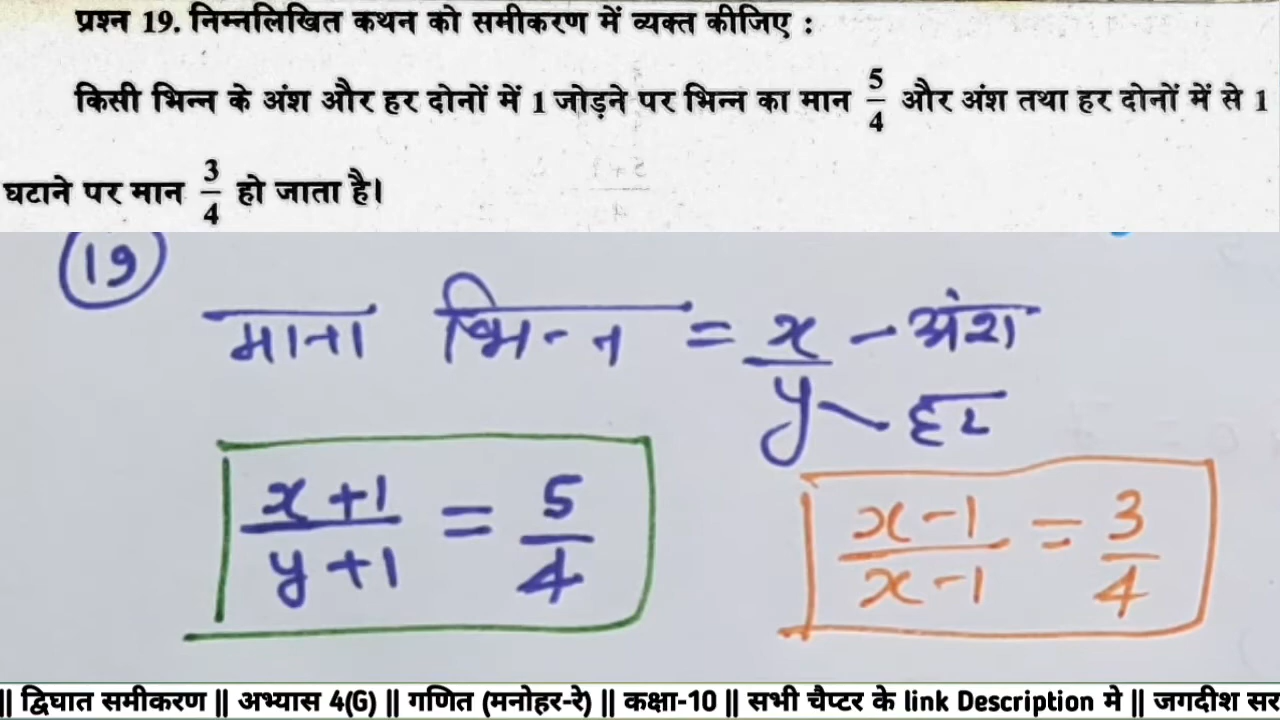 प्रश्न 19. निम्नलिखित कथन को समीकरण में व्यक्त कीजिए :
किसी भिन्न के अंश और हर दोनों में 1 जोड़ने पर भिन्न का मान 5/4 और अंश तथा हर दोनों में से 1
घटाने पर मान 3/4 हो जाता है।
19
माना भिन्न = x/y - अंश
हर
(x+1)/(y+1) = 5/4
(x-1)/(x-1) = 3/4
|| द्विघात समीकरण || अभ्यास 4(G) || गणित (मनोहर-रे) || कक्षा-10 || सभी चैप्टर के link Description मे || जगदीश सर